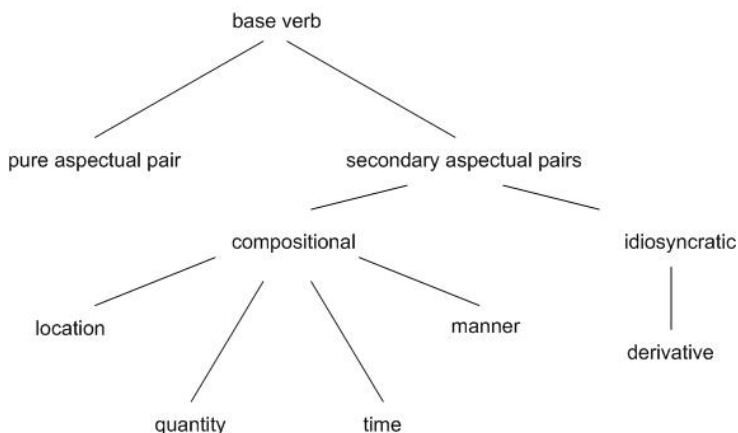 base verb
pure aspectual pair
secondary aspectual pairs
compositional
idiosyncratic
location
manner
derivative
quantity
time